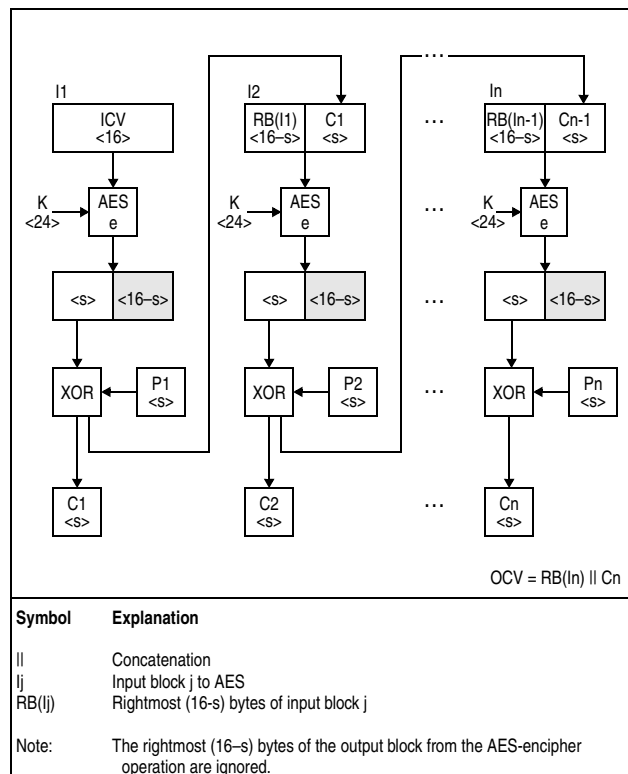 ...
I1 I2 In
ICV RB(I1) C1 ... RB(In-1) Cn-1
<16> <16–s> <s> <16–s> <s>
K AES K AES ... K AES
<24> e <24> e <24> e
<s> <16–s> <s> <16–s> ... <s> <16–s>
XOR P1 XOR P2 ... XOR Pn
<s> <s> <s>
C1 C2 ... Cn
<s> <s> <s>
OCV = RB(In) || Cn
Symbol Explanation
|| Concatenation
Ij Input block j to AES
RB(Ij) Rightmost (16-s) bytes of input block j
Note: The rightmost (16–s) bytes of the output block from the AES-encipher
operation are ignored.